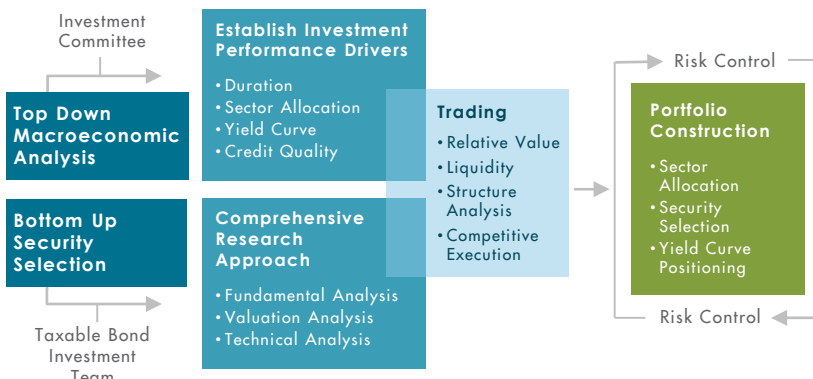 Investment
Committee
Top Down
Macroeconomic
Analysis
Bottom Up
Security
Selection
Taxable Bond
Investment
Team
Establish Investment
Performance Drivers
• Duration
• Sector Allocation
• Yield Curve
• Credit Quality
Comprehensive
Research
Approach
• Fundamental Analysis
• Valuation Analysis
• Technical Analysis
Trading
• Relative Value
• Liquidity
• Structure
Analysis
• Competitive
Execution
Risk Control
Portfolio
Construction
• Sector
Allocation
• Security
Selection
• Yield Curve
Positioning
Risk Control